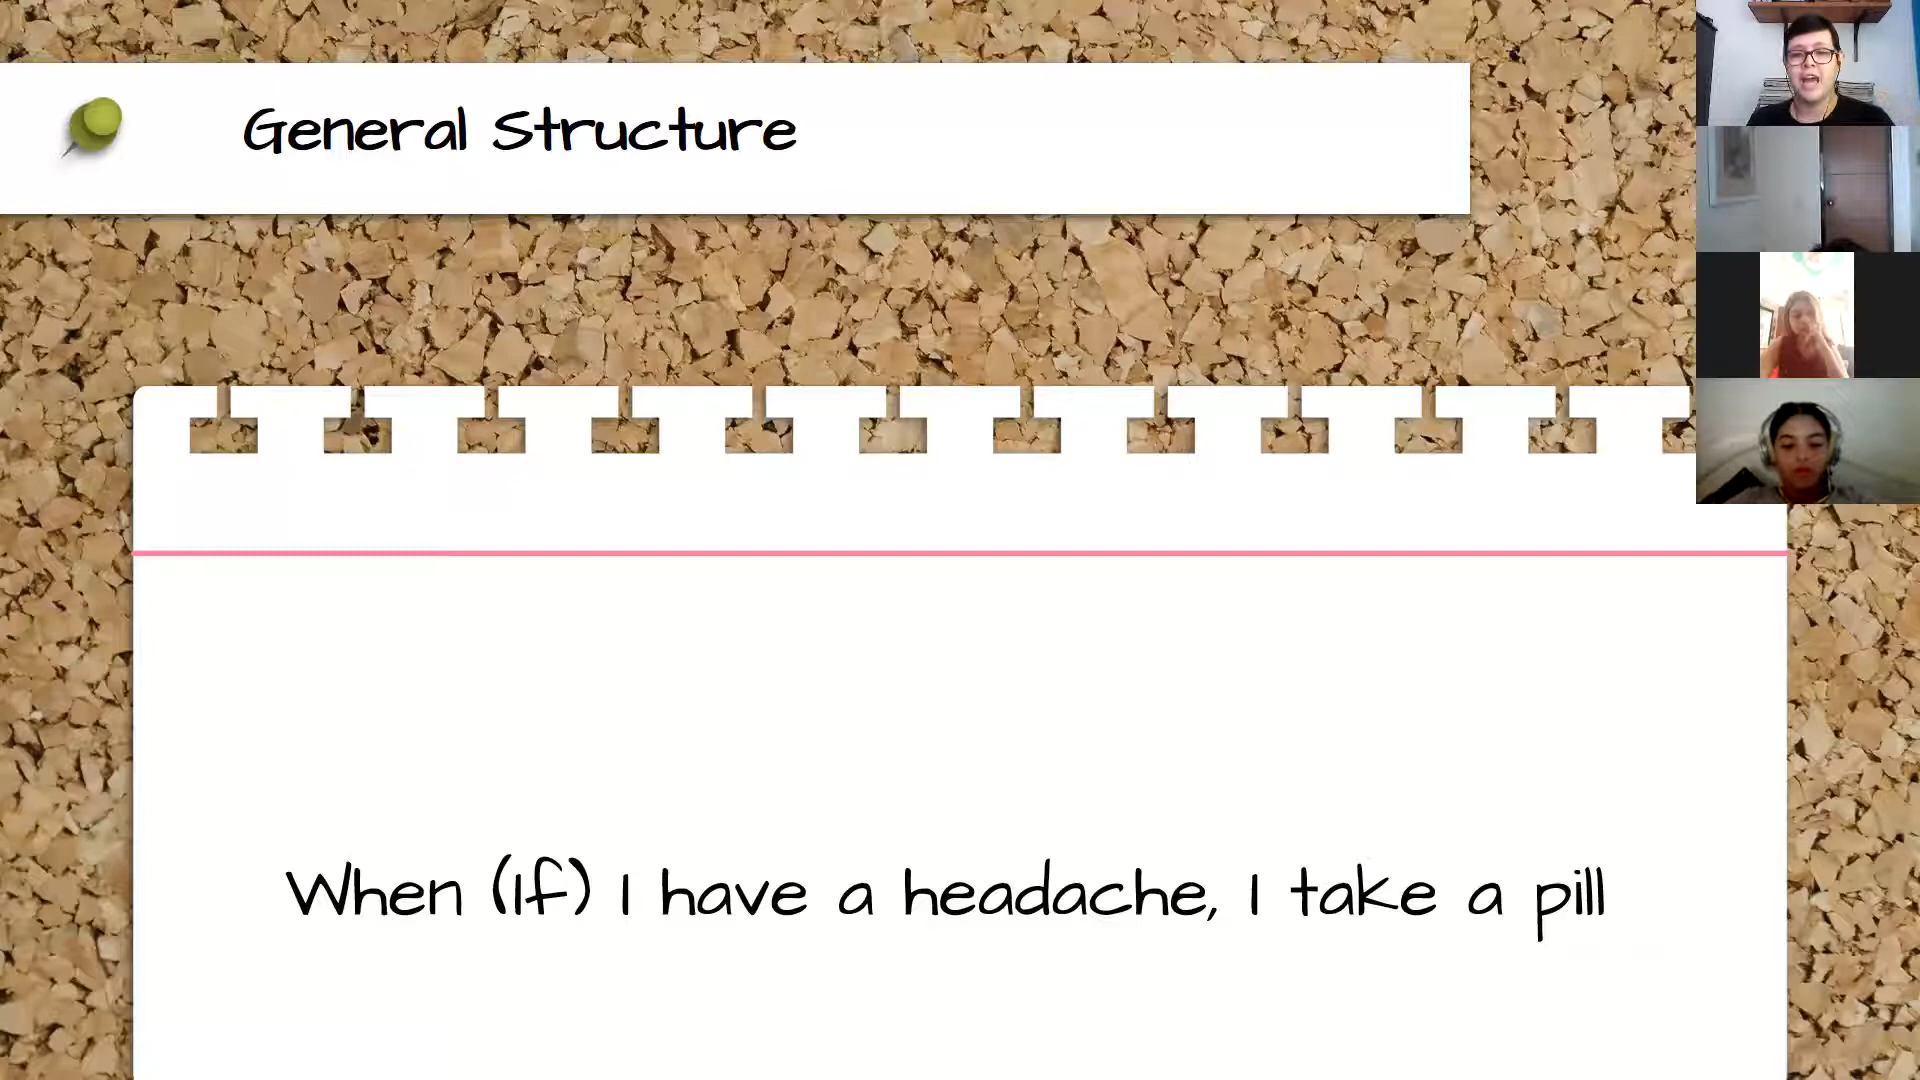 General Structure
When (If) I have a headache, I take a pill